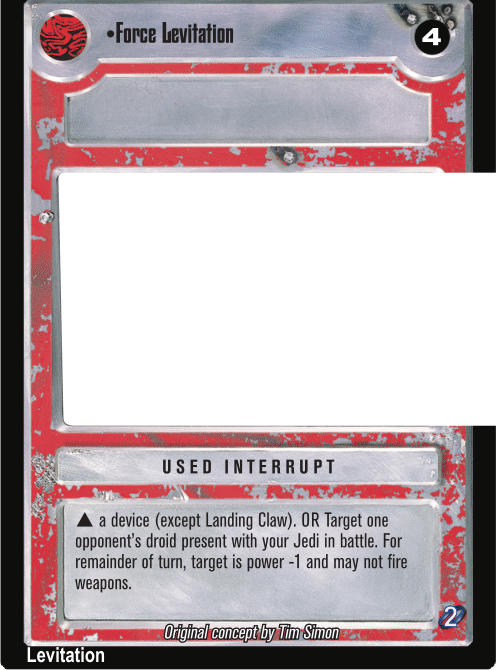 •Force Levitation
4
USED INTERRUPT
▲ a device (except Landing Claw). OR Target one
opponent's droid present with your Jedi in battle. For
remainder of turn, target is power -1 and may not fire
weapons.
2
Original concept by Tim Simon
Levitation